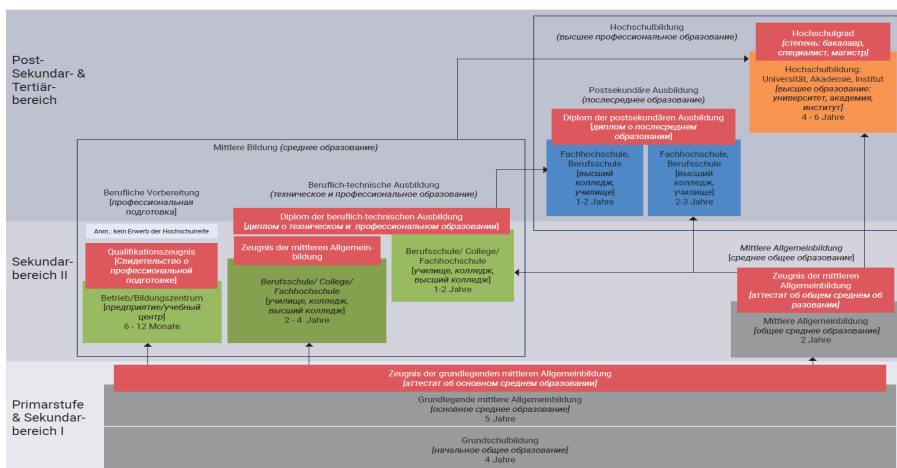 Post-
Sekundar- &
Tertiär-
bereich
Hochschulbildung
(высшее профессиональное образование)
Hochschulgrad
[степень: бакалавр,
специалист, магистр]
Hochschulbildung:
Universität, Akademie, Institut
[высшее образование:
университет, академия,
институт]
4 - 6 Jahre
Postsekundäre Ausbildung
(послесреднее образование)
Diplom der postsekundären Ausbildung
[диплом о послесреднем
образовании]
Fachhochschule,
Berufsschule
[высший
колледж,
училище]
1-2 Jahre
Fachhochschule,
Berufsschule
[высший
колледж,
училище]
2-3 Jahre
Mittlere Bildung (среднее образование)
Berufliche Vorbereitung
[профессиональная
подготовка]
Beruflich-technische Ausbildung
(техническое и профессиональное образование)
Anm.: kein Erwerb der Hochschulreife
Diplom der beruflich-technischen Ausbildung
[диплом о техническом и профессиональном образовании]
Sekundar-
bereich II
Qualifikationszeugnis
[Свидетельство о
профессиональной
подготовке]
Betrieb/Bildungszentrum
[предприятие/учебный
центр]
6 - 12 Monate
Zeugnis der mittleren Allgemein-
bildung
Berufsschule/ College/
Fachhochschule
[училище, колледж,
высший колледж]
2 - 4 Jahre
Berufsschule/ College/
Fachhochschule
[училище, колледж,
высший колледж]
1-2 Jahre
Mittlere Allgemeinbildung
[среднее общее образование]
Zeugnis der mittleren
Allgemeinbildung
[аттестат об общем среднем об
разовании]
Mittlere Allgemeinbildung
[общее среднее образование]
2 Jahre
Primarstufe
& Sekundar-
bereich I
Zeugnis der grundlegenden mittleren Allgemeinbildung
[аттестат об основном среднем образовании]
Grundlegende mittlere Allgemeinbildung
[основное среднее образование]
5 Jahre
Grundschulbildung
[начальное общее образование]
4 Jahre